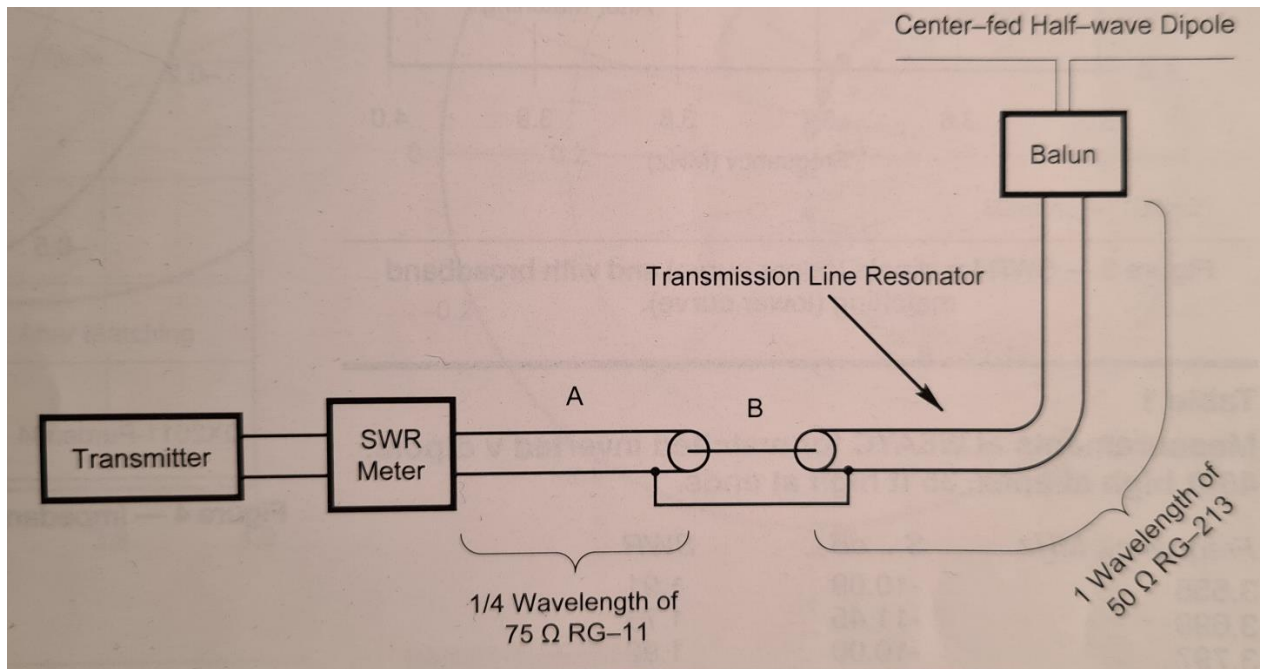 Center–fed Half–wave Dipole
Balun
Transmission Line Resonator
A
B
Transmitter
SWR
Meter
1/4 Wavelength of
75 Ω RG–11
1 Wavelength of
50 Ω RG–213